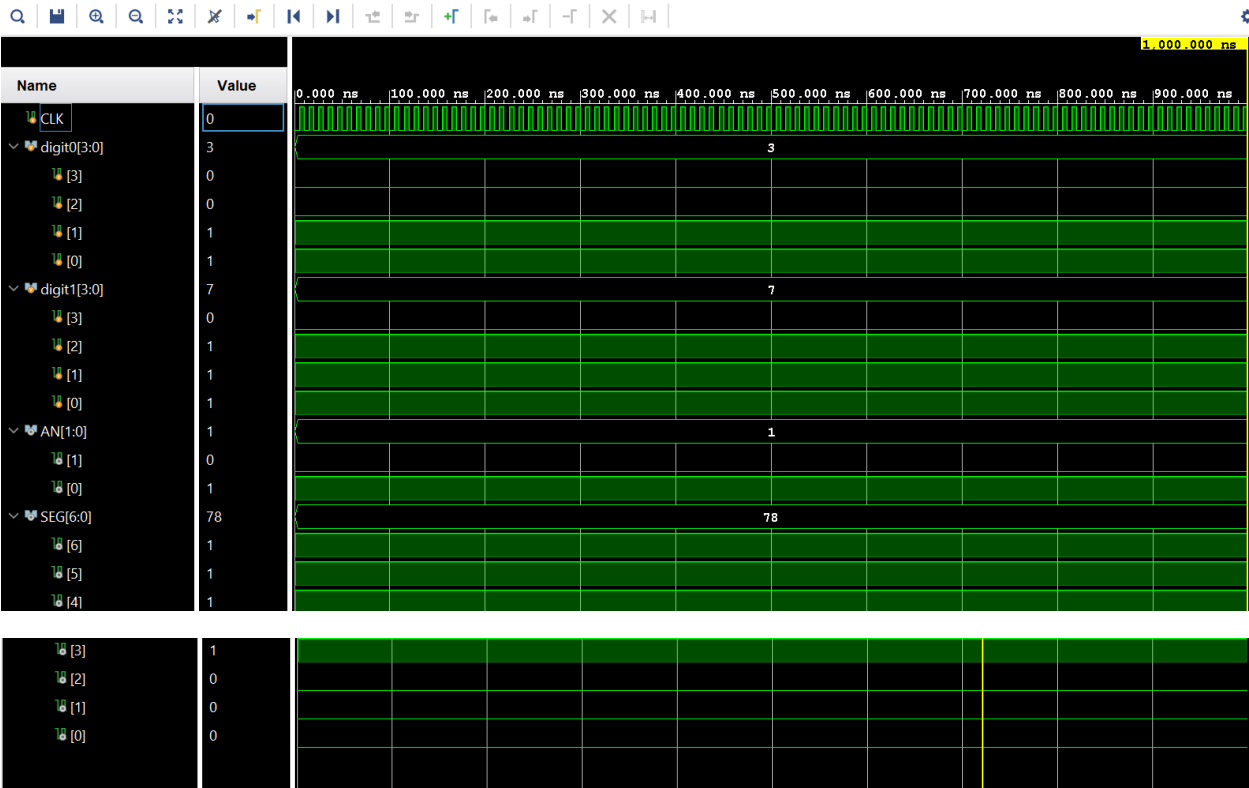 1,000.000 ns
Name Value
0.000 ns 100.000 ns 200.000 ns 300.000 ns 400.000 ns 500.000 ns 600.000 ns 700.000 ns 800.000 ns 900.000 ns
CLK 0
digit0[3:0] 3 3
[3] 0
[2] 0
[1] 1
[0] 1
digit1[3:0] 7 7
[3] 0
[2] 1
[1] 1
[0] 1
AN[1:0] 1 1
[1] 0
[0] 1
SEG[6:0] 78 78
[6] 1
[5] 1
[4] 1
[3] 1
[2] 0
[1] 0
[0] 0